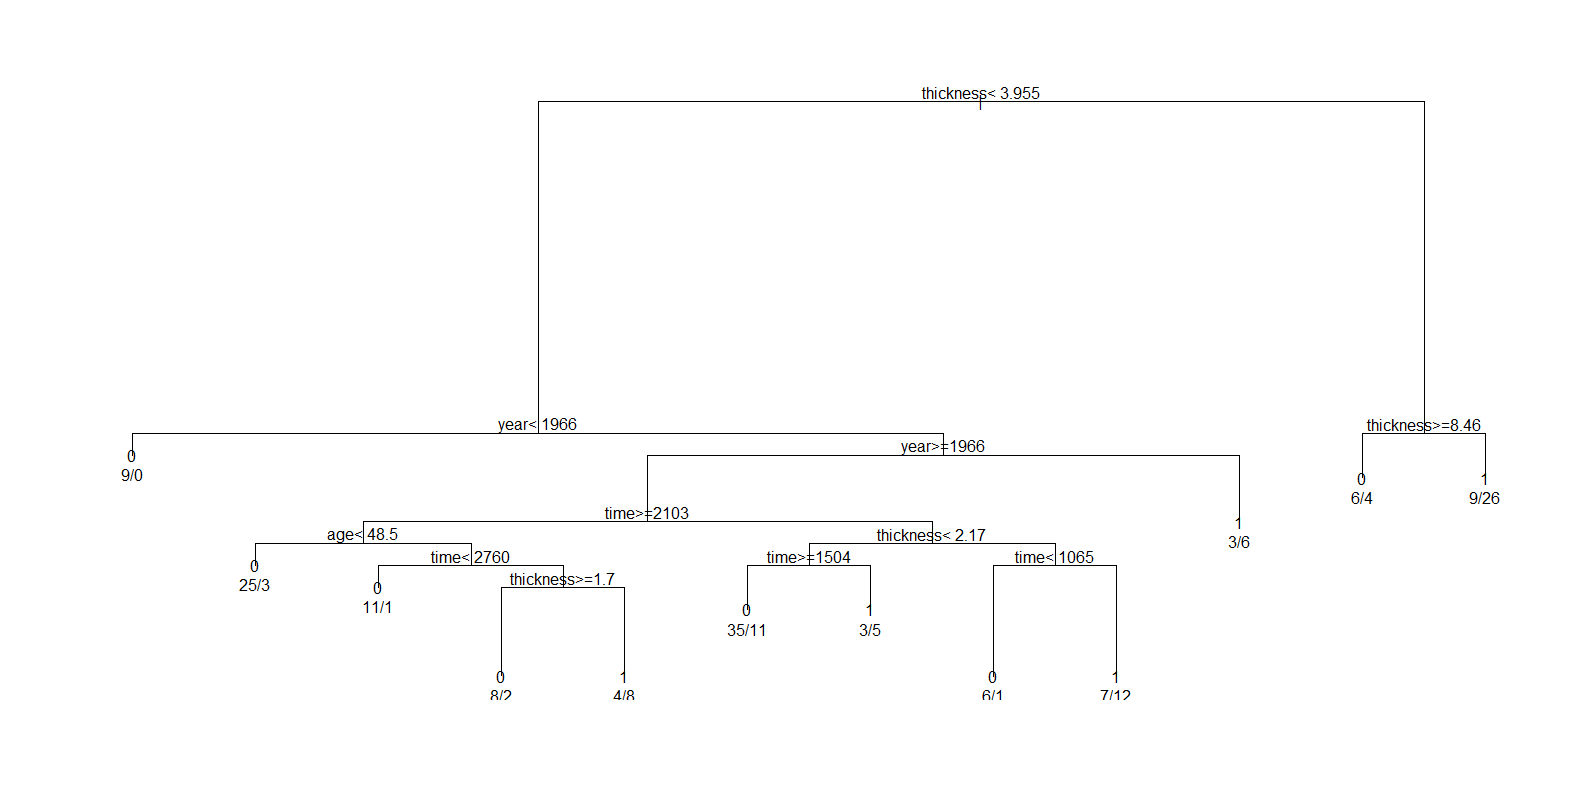 thickness< 3.955
year< 1966
thickness>=8.46
year>=1966
0
9/0
0
6/4
1
9/26
time>=2103
1
3/6
age< 48.5
thickness< 2.17
time< 2760
time>=1504
time< 1065
0
25/3
thickness>=1.7
0
11/1
0
35/11
1
3/5
0
8/2
1
4/8
0
6/1
1
7/12